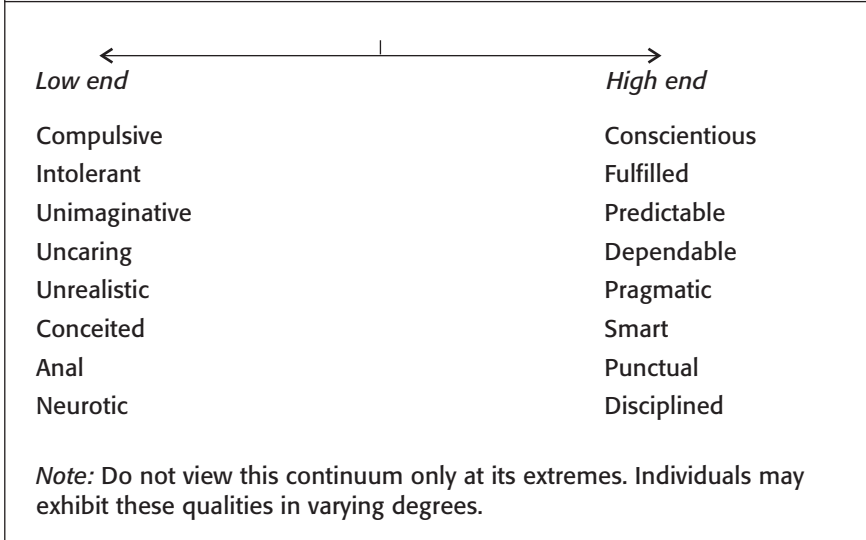 Low end High end
Compulsive Conscientious
Intolerant Fulfilled
Unimaginative Predictable
Uncaring Dependable
Unrealistic Pragmatic
Conceited Smart
Anal Punctual
Neurotic Disciplined
Note: Do not view this continuum only at its extremes. Individuals may
exhibit these qualities in varying degrees.